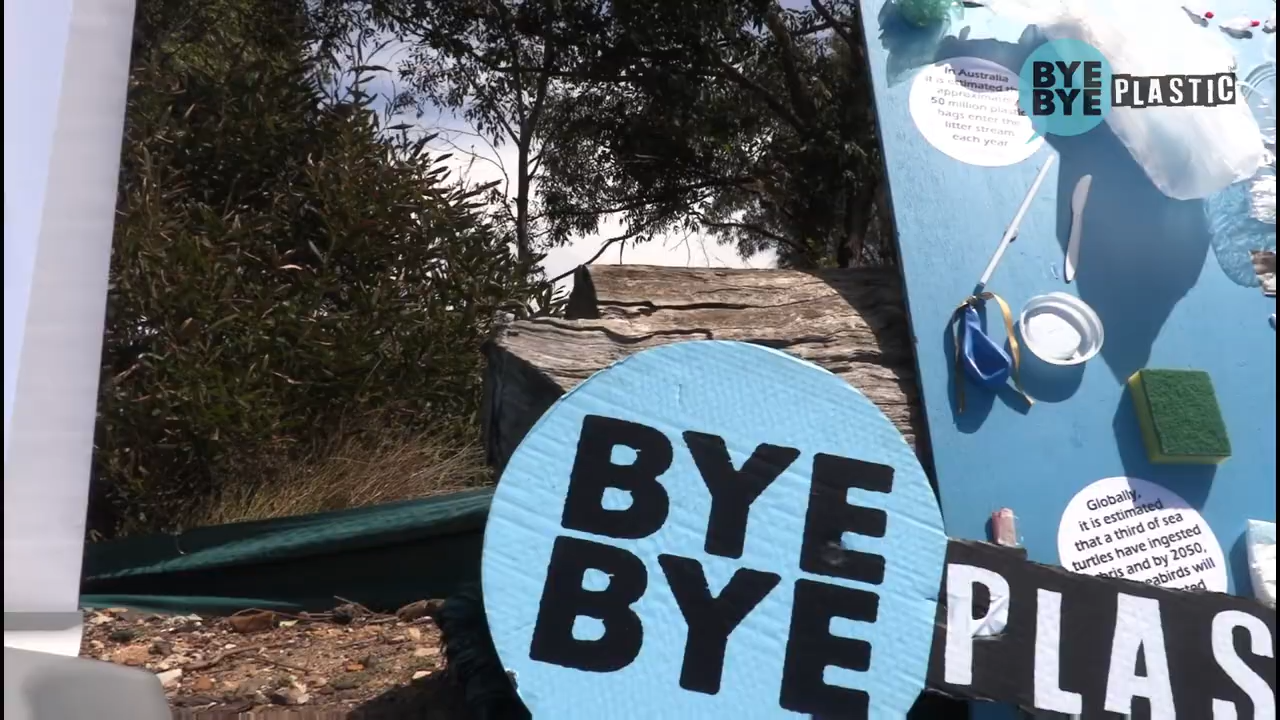 In Australia
it is estimated
50 million
bags enter the
litter stream
each year
BYE
BYE
PLASTIC
BYE
BYE
PLAS
Globally,
it is estimated
that a third of sea
turtles have ingested
and by 2050,
will